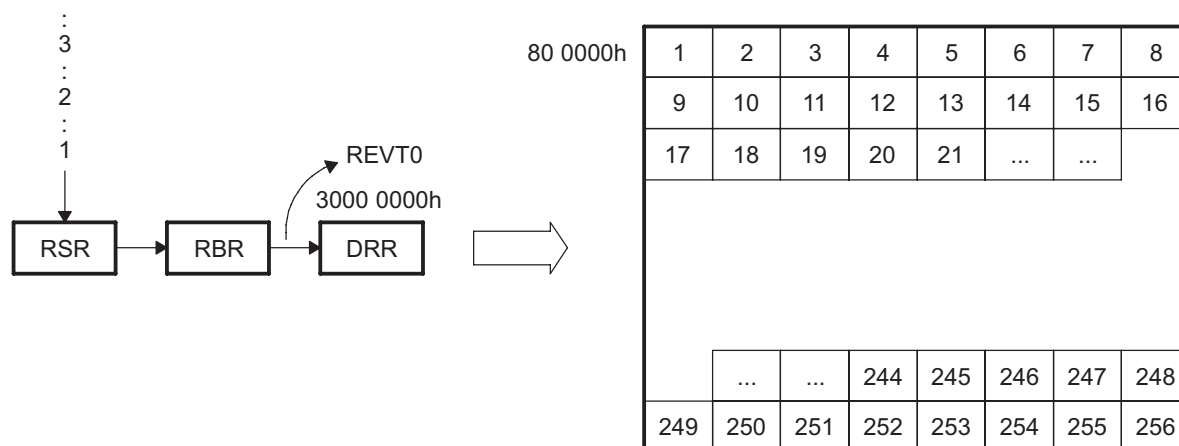 :
3
:
2
:
1
REVT0
3000 0000h
RSR RBR DRR
80 0000h 1 2 3 4 5 6 7 8
9 10 11 12 13 14 15 16
17 18 19 20 21 ... ...
... ... 244 245 246 247 248
249 250 251 252 253 254 255 256